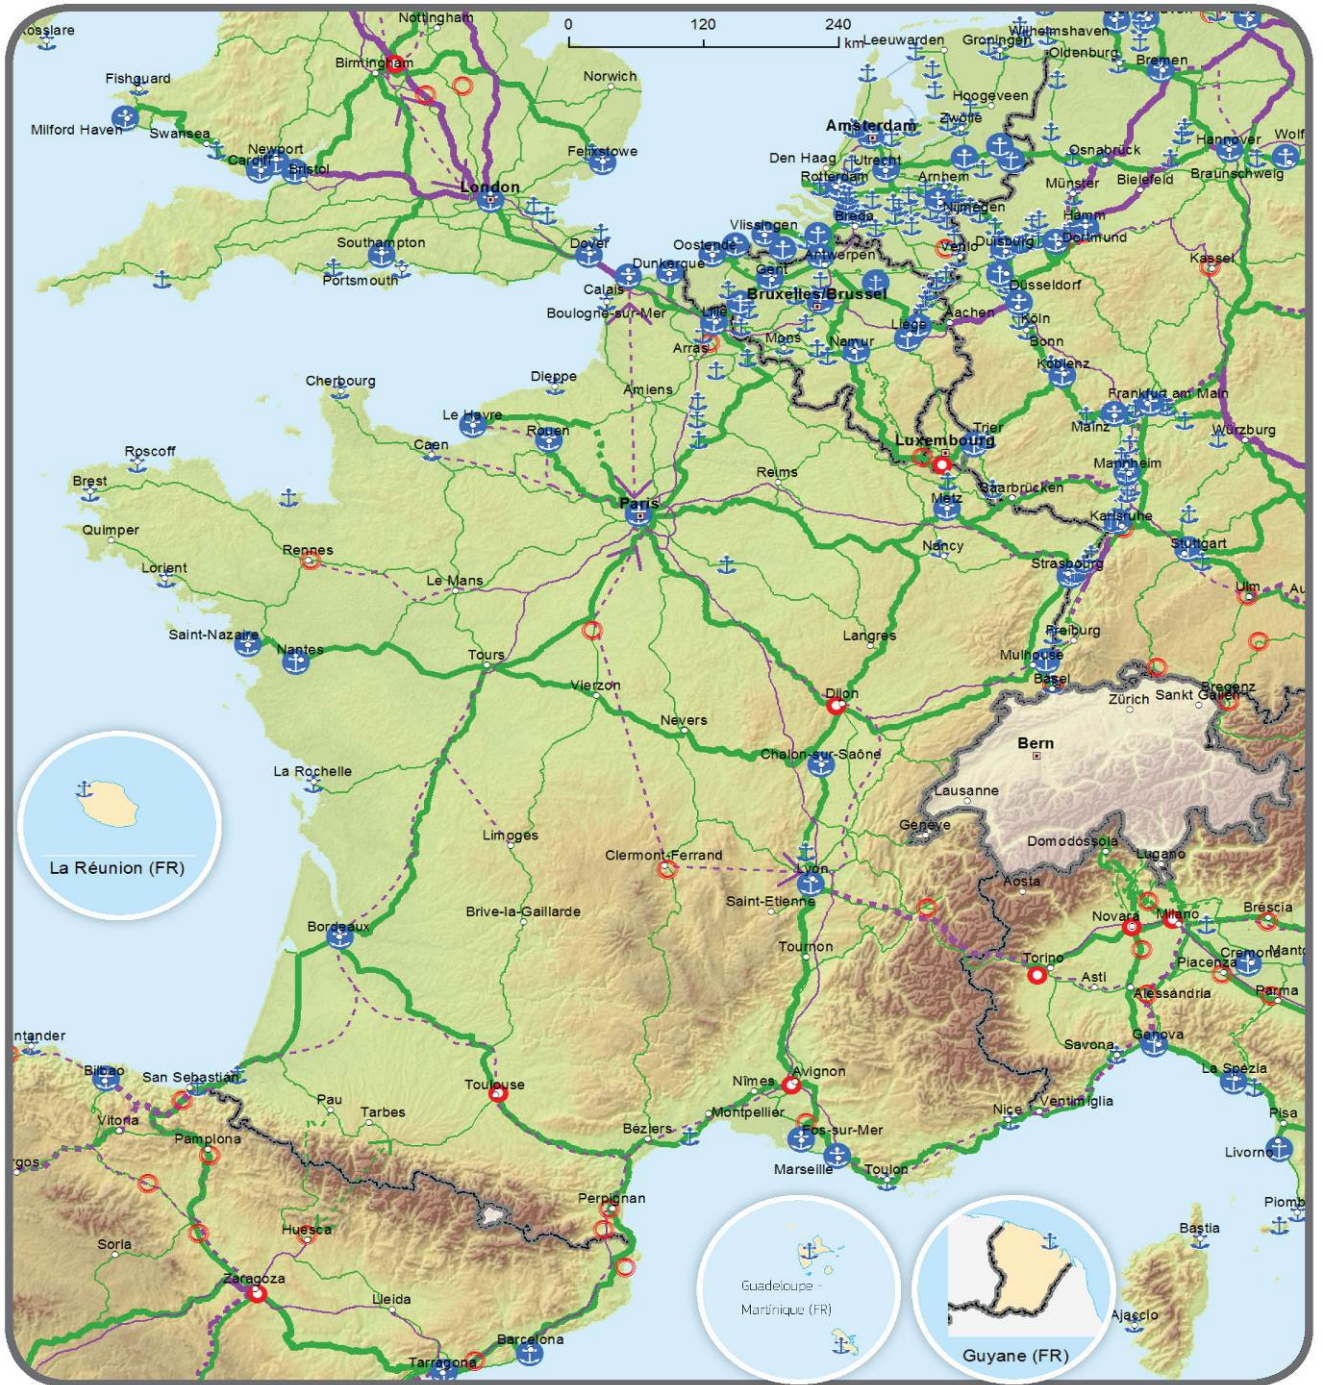 Nottingham
0 120 240
km
Leeuwarden
Groningen
Wilhelmshaven
Oldenburg
Bremen
Birmingham
Norwich
Fishguard
Hoogeveen
Milford Haven
Swansea
Zwolle
Amsterdam
Hannover
Wolf
Newport
Cardiff
Bristol
Felixstowe
Den Haag
Utrecht
Osnabrück
Bielefeld
Braunschweig
London
Rotterdam
Arnhem
Münster
Nijmegen
Breda
Hamm
Vlissingen
Southampton
Dover
Oostende
Venlo
Duisburg
Dortmund
Dunkerque
Antwerpen
Kassel
Portsmouth
Gent
Calais
Bruxelles/Brussel
Düsseldorf
Boulogne-sur-Mer
Lille
Liège
Aachen
Köln
Arras
Mons
Namur
Bonn
Koblenz
Cherbourg
Dieppe
Amiens
Frankfurt am Main
Le Havre
Mainz
Rouen
Trier
Würzburg
Caen
Luxembourg
Roscoff
Mannheim
Brest
Reims
Saarbrücken
Metz
Paris
Karlsruhe
Quimper
Rennes
Nancy
Stuttgart
Lorient
Strasbourg
Le Mans
Ulm
Au
Saint-Nazaire
Langres
Freiburg
Nantes
Tours
Mulhouse
Basel
Vierzon
Bregenz
Dijon
Zürich
Sankt Gallen
Nevers
Bern
Chalon-sur-Saône
La Rochelle
Lausanne
Limoges
Genève
Domodossola
Clermont-Ferrand
Lugano
La Réunion (FR)
Lyon
Aosta
Saint-Etienne
Brive-la-Gaillarde
Novara
Milano
Brescia
Bordeaux
Tournon
Torino
Cremona
Piacenza
Asti
Alessandria
Parma
Genova
Savona
Bilbao
San Sebastián
Toulouse
Avignon
Nîmes
La Spezia
Pau
Tarbes
Montpellier
Nice
Ventimiglia
Pisa
Vitoria
Béziers
Fos-sur-Mer
Pamplona
Marseille
Livorno
Toulon
Perpignan
Piomb
Huesca
Bastia
Soria
Zaragoza
Guadeloupe -
Martinique (FR)
Lleida
Ajaccio
Barcelona
Guyane (FR)
Tarragona